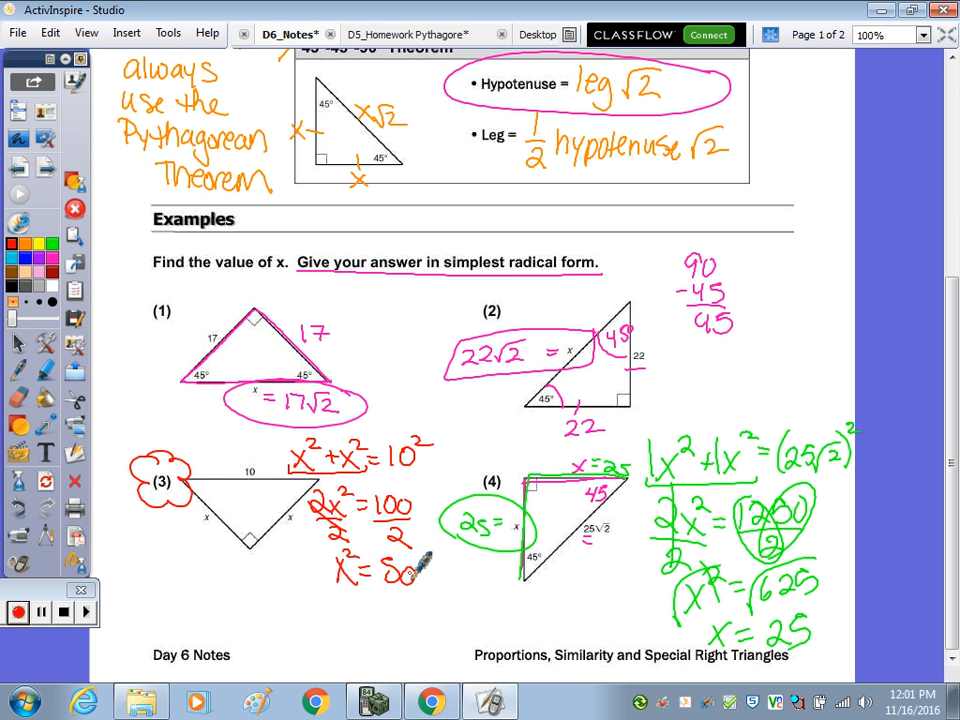 ActivInspire - Studio
File Edit View Insert Tools Help
D6_Notes* D5_Homework Pythagore* Desktop CLASSFLOW Connect Page 1 of 2 100%
45°-45°-90° Theorem
always
use the
Pythagorean
Theorem
45°
x
x√2
45°
x
• Hypotenuse = leg √2
• Leg = 1/2 hypotenuse √2
Examples
Find the value of x. Give your answer in simplest radical form.
90
-45
45
(1)
17
17
45° 45°
x
= 17√2
(2)
22√2 = x
45°
22
45°
22
(3)
10
x x
x² + x² = 10²
2x² = 100
2 2
x² = 50
(4)
x = 25
45
25 = x
25√2
=
45°
1x² + 1x² = (25√2)²
2x² = 1250
2 2
√x² = √625
x = 25
Day 6 Notes Proportions, Similarity and Special Right Triangles
84
12:01 PM
11/16/2016